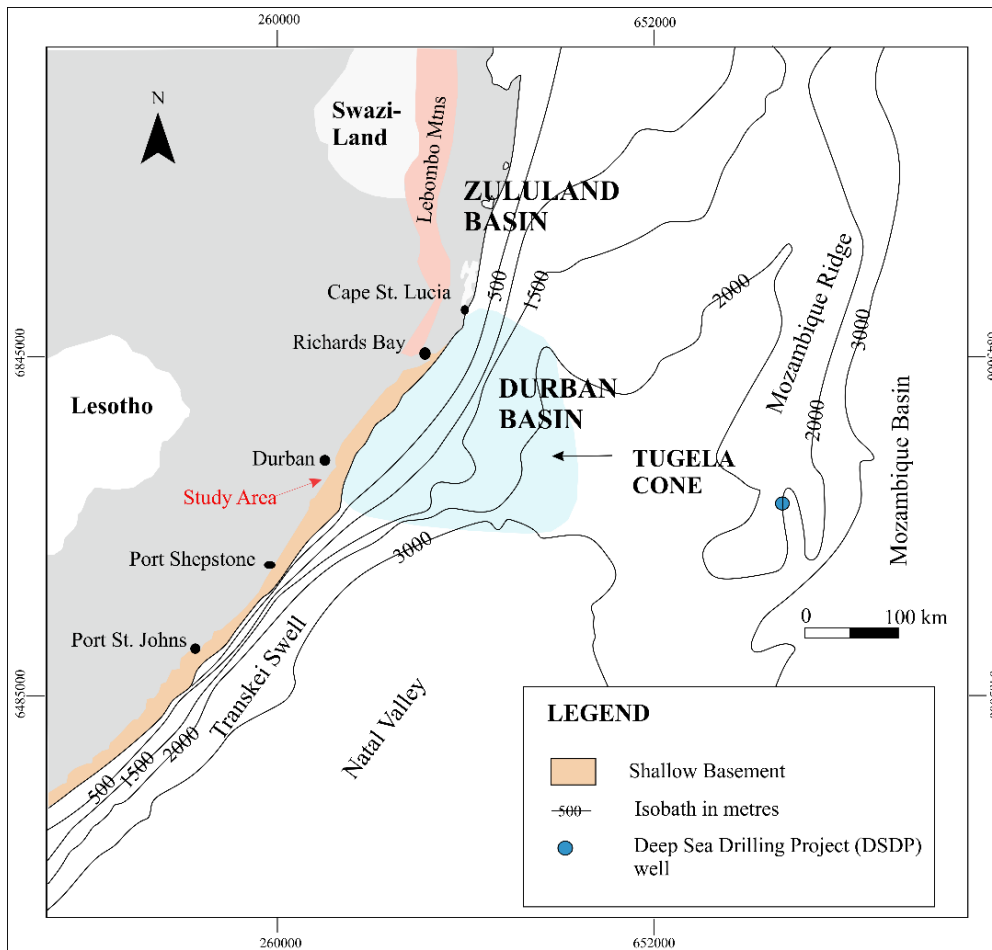 260000
652000
N
Swazi-
Land
Lebombo Mtns
ZULULAND
BASIN
Cape St. Lucia
500
1500
2000
Mozambique Ridge
3000
Richards Bay
6845000
6845000
Lesotho
DURBAN
BASIN
2000
Mozambique Basin
Durban
TUGELA
CONE
Study Area
3000
Port Shepstone
0 100 km
Port St. Johns
Transkei Swell
Natal Valley
6485000
6485000
500
1500
2000
LEGEND
Shallow Basement
500 Isobath in metres
Deep Sea Drilling Project (DSDP)
well
260000
652000